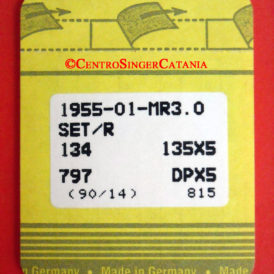 ©CentroSingerCatania
1955-01-MR3.0
SET/R
134 135X5
797 DPX5
(90/14) 815
in Germany • Made in Germany • Made